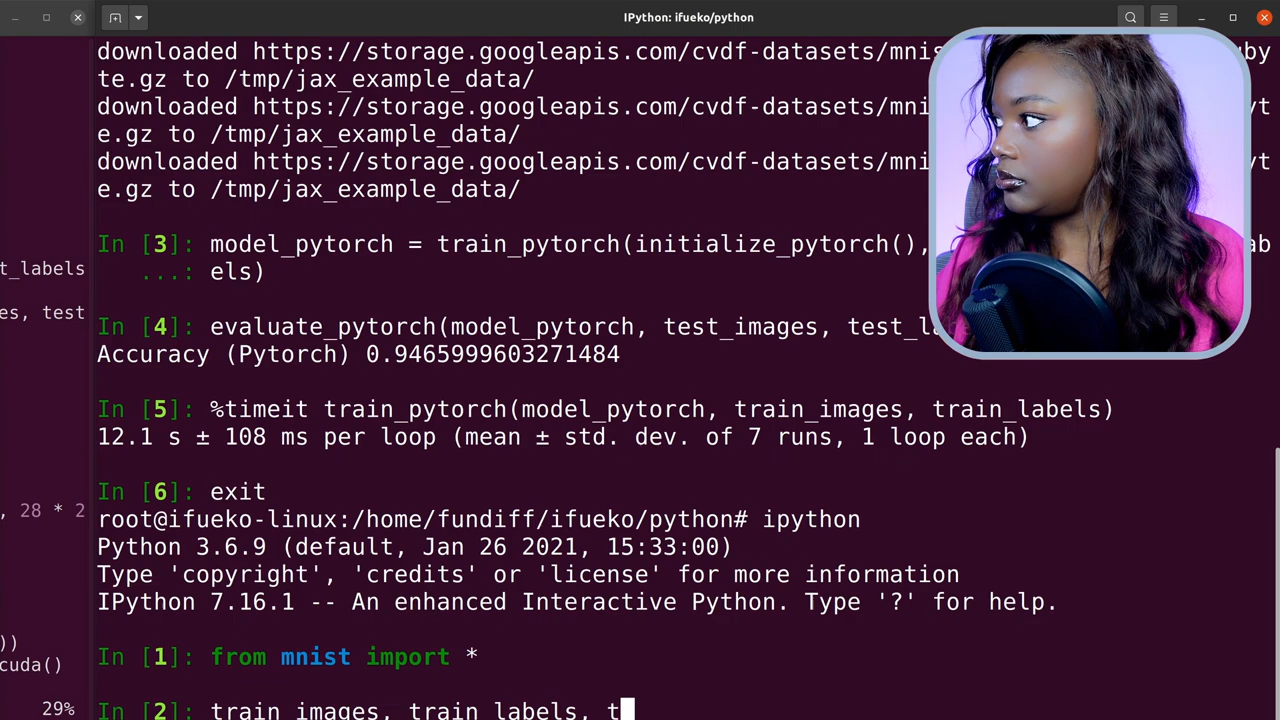 IPython: ifueko/python
downloaded https://storage.googleapis.com/cvdf-datasets/mnis
te.gz to /tmp/jax_example_data/
downloaded https://storage.googleapis.com/cvdf-datasets/mnis
e.gz to /tmp/jax_example_data/
downloaded https://storage.googleapis.com/cvdf-datasets/mnis
e.gz to /tmp/jax_example_data/
In [3]: model_pytorch = train_pytorch(initialize_pytorch(),
...: els)
In [4]: evaluate_pytorch(model_pytorch, test_images, test_la
Accuracy (Pytorch) 0.9465999603271484
In [5]: %timeit train_pytorch(model_pytorch, train_images, train_labels)
12.1 s ± 108 ms per loop (mean ± std. dev. of 7 runs, 1 loop each)
In [6]: exit
root@ifueko-linux:/home/fundiff/ifueko/python# ipython
Python 3.6.9 (default, Jan 26 2021, 15:33:00)
Type 'copyright', 'credits' or 'license' for more information
IPython 7.16.1 -- An enhanced Interactive Python. Type '?' for help.
In [1]: from mnist import *
In [2]: train_images, train_labels, t
t_labels
es, test
, 28 * 2
))
cuda()
29%